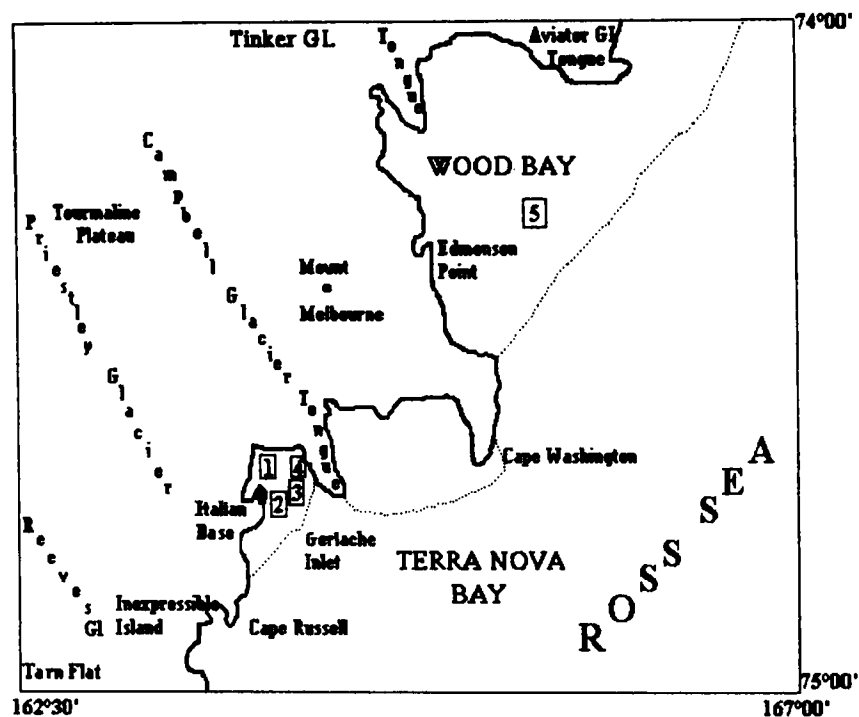 74°00'
Tinker GL
Tongue
Aviator Gl
Tongue
WOOD BAY
5
Campbell Glacier Tongue
Tourmaline
Plateau
Priestley Glacier
Edmonson
Point
Mount
Melbourne
Cape Washington
1
4
3
2
Italian
Base
Gerlache
Inlet
TERRA NOVA
BAY
ROSS SEA
Reeves
Gl
Inexpressible
Island
Cape Russell
Tarn Flat
75°00'
162°30'
167°00'